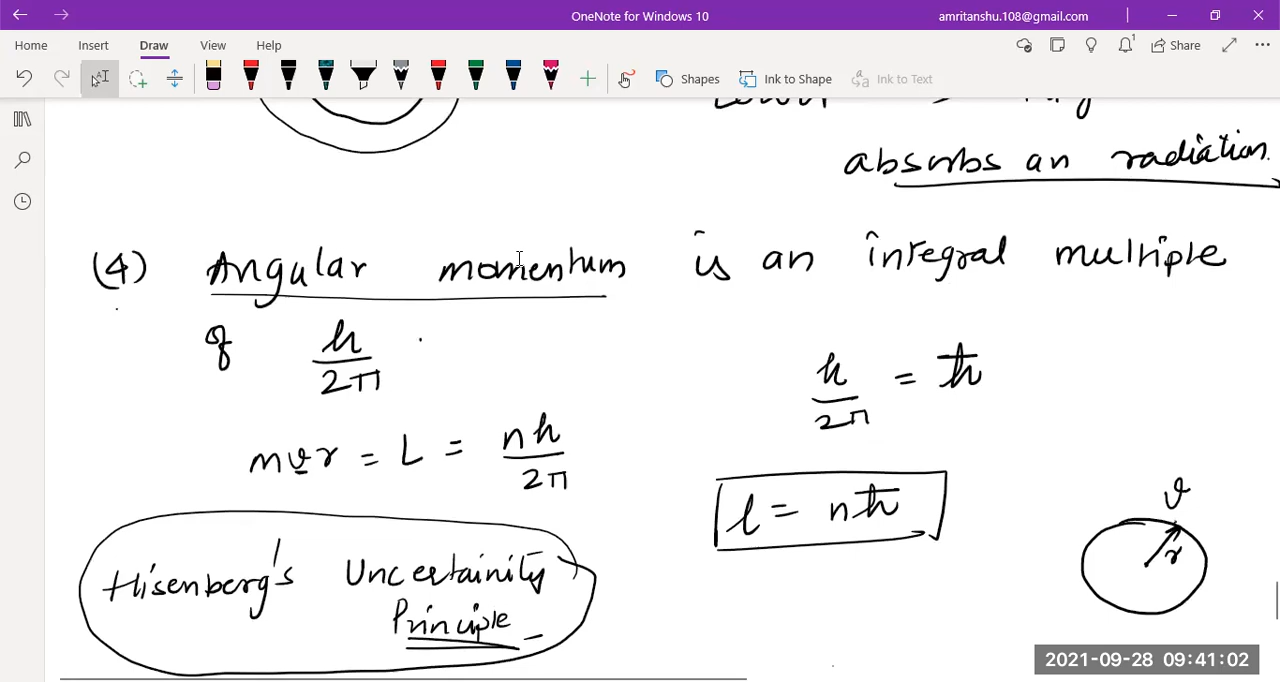 OneNote for Windows 10
amritanshu.108@gmail.com
Home Insert Draw View Help
Share
Shapes Ink to Shape Ink to Text
absorbs an radiation.
(4) Angular momentum is an integral multiple
of h/2π
h/2π = ħ
mvr = L = nh/2π
l = nħ
v
r
Hisenberg's Uncertainity
Principle
2021-09-28 09:41:02